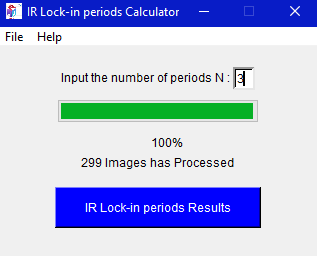 IR Lock-in periods Calculator
File Help
Input the number of periods N : 3
100%
299 Images has Processed
IR Lock-in periods Results